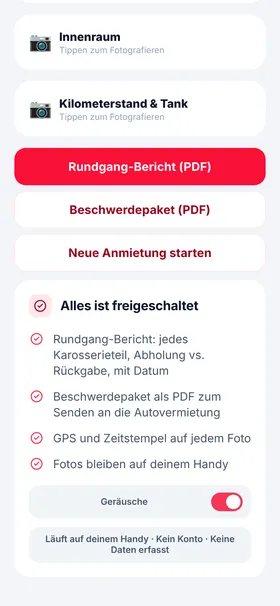 Innenraum
Tippen zum Fotografieren
Kilometerstand & Tank
Tippen zum Fotografieren
Rundgang-Bericht (PDF)
Beschwerdepaket (PDF)
Neue Anmietung starten
Alles ist freigeschaltet
Rundgang-Bericht: jedes
Karosserieteil, Abholung vs.
Rückgabe, mit Datum
Beschwerdepaket als PDF zum
Senden an die Autovermietung
GPS und Zeitstempel auf jedem Foto
Fotos bleiben auf deinem Handy
Geräusche
Läuft auf deinem Handy · Kein Konto · Keine
Daten erfasst